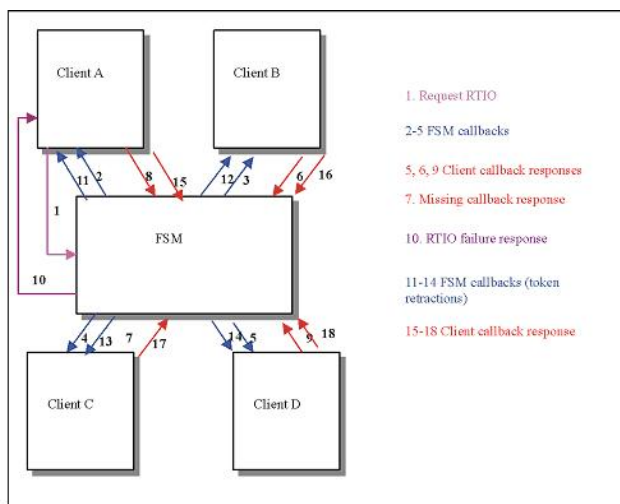 Client A
Client B
1. Request RTIO
2-5 FSM callbacks
11
2
8
15
12
3
6
16
5, 6, 9 Client callback responses
7. Missing callback response
1
FSM
10. RTIO failure response
10
11-14 FSM callbacks (token
retractions)
4
13
7
17
14
5
9
18
15-18 Client callback response
Client C
Client D